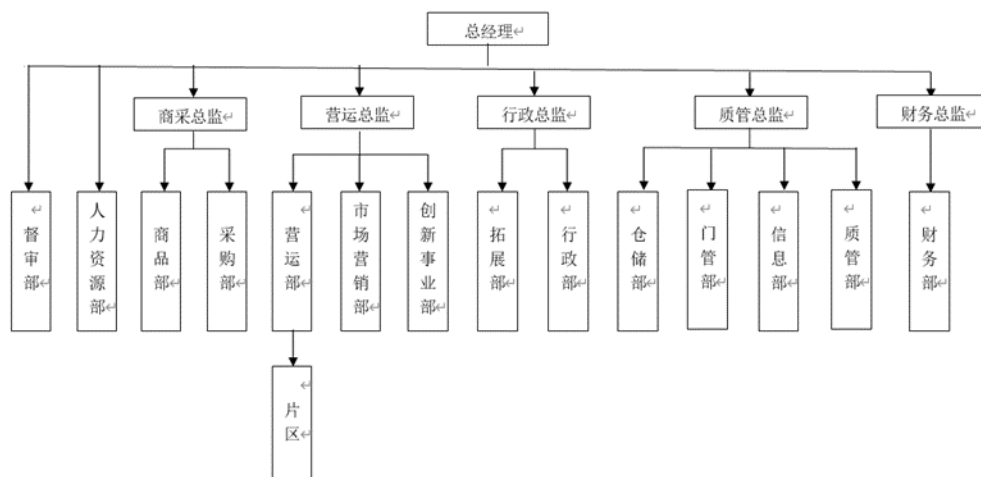 总经理
商采总监
营运总监
行政总监
质管总监
财务总监
督审部
人力资源部
商品部
采购部
营运部
市场营销部
创新事业部
拓展部
行政部
仓储部
门管部
信息部
质管部
财务部
片区